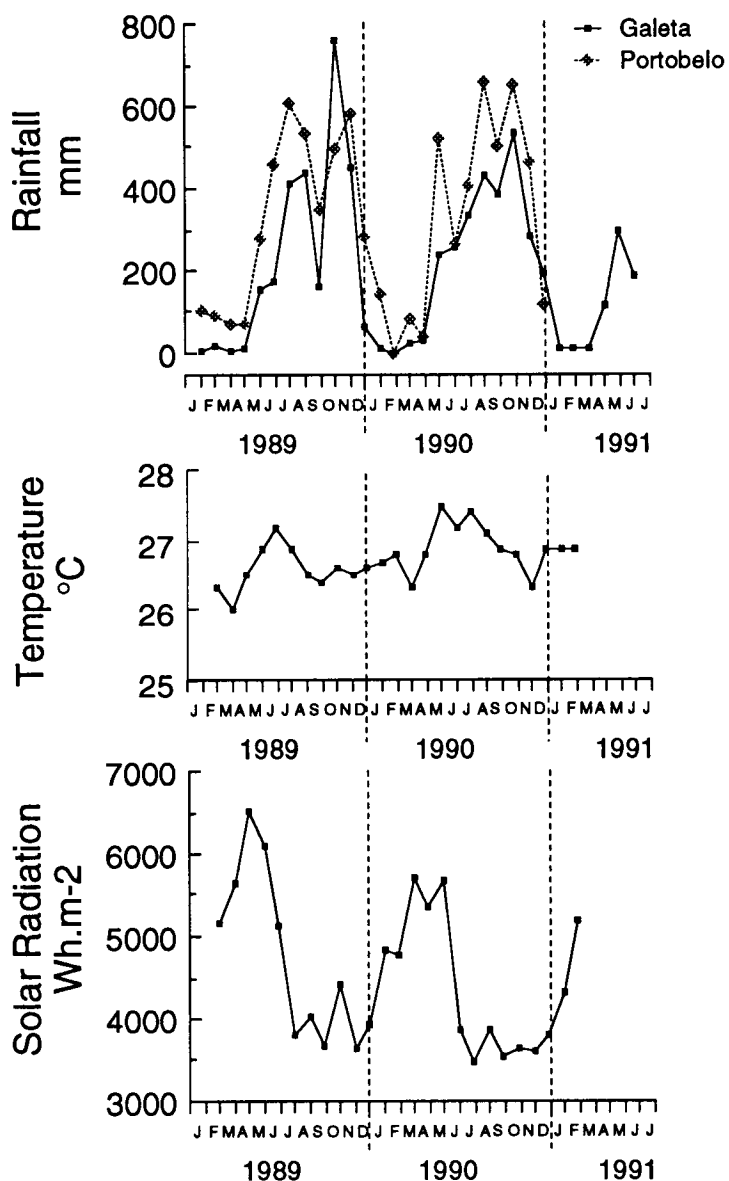 Galeta
Portobelo
Rainfall
mm
800
600
400
200
0
J F M A M J J A S O N D J F M A M J J A S O N D J F M A M J J
1989 1990 1991
Temperature
°C
28
27
26
25
J F M A M J J A S O N D J F M A M J J A S O N D J F M A M J J
1989 1990 1991
Solar Radiation
Wh.m-2
7000
6000
5000
4000
3000
J F M A M J J A S O N D J F M A M J J A S O N D J F M A M J J
1989 1990 1991